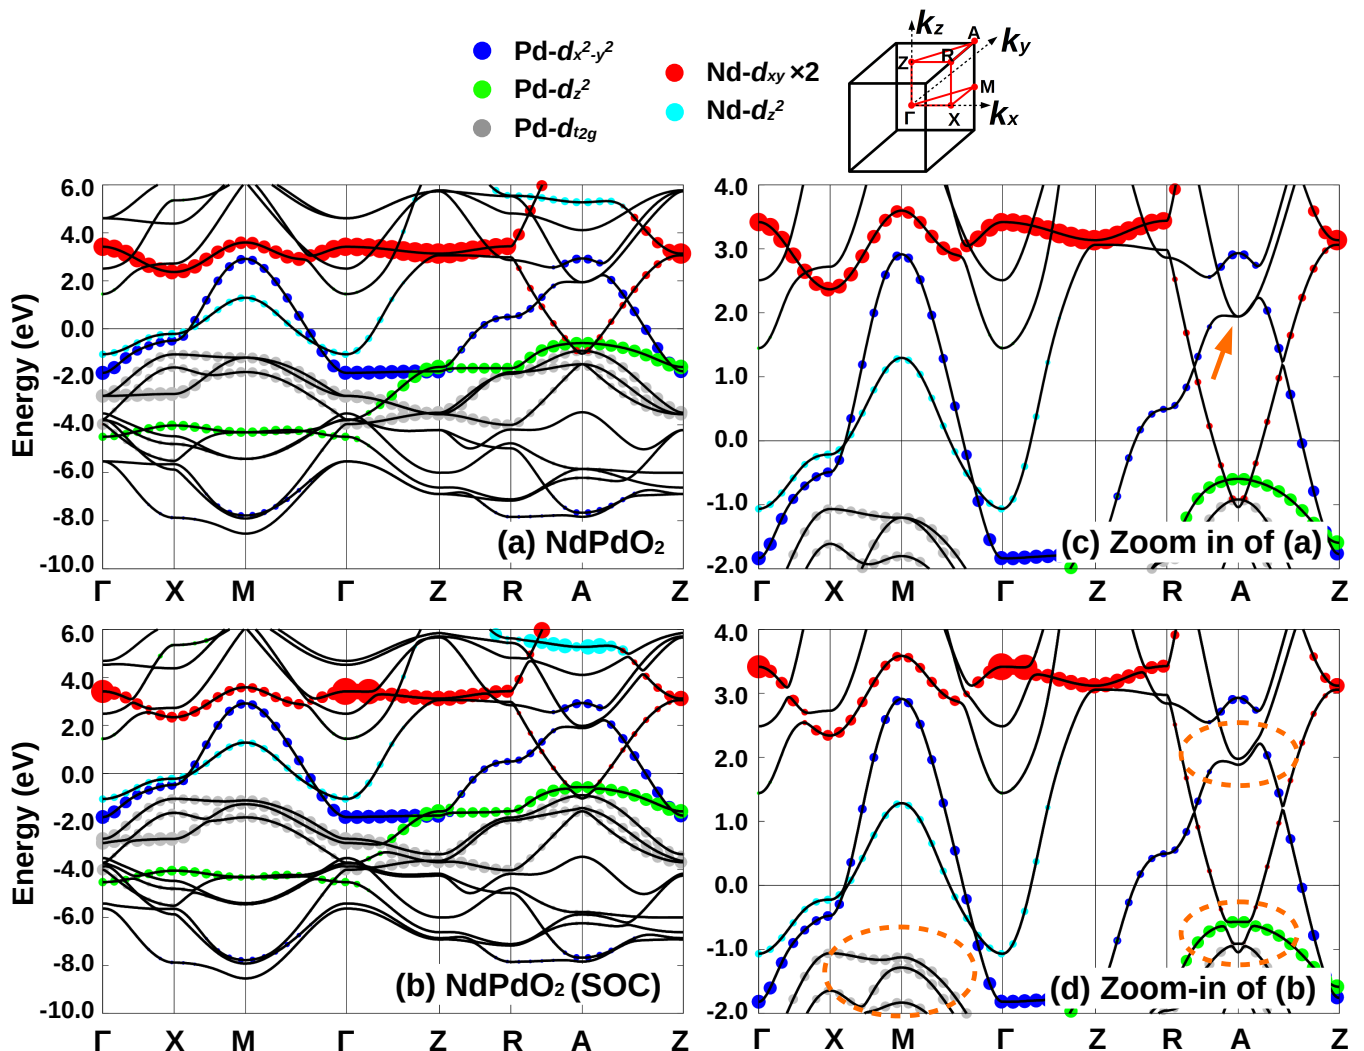 Pd-dx²-y²
Pd-dz²
Pd-dt2g
Nd-dxy ×2
Nd-dz²
kz
A
ky
Z
R
M
Γ
X
kx
6.0
4.0
2.0
0.0
-2.0
-4.0
-6.0
-8.0
-10.0
Energy (eV)
(a) NdPdO₂
Γ X M Γ Z R A Z
4.0
3.0
2.0
1.0
0.0
-1.0
-2.0
(c) Zoom in of (a)
Γ X M Γ Z R A Z
6.0
4.0
2.0
0.0
-2.0
-4.0
-6.0
-8.0
-10.0
Energy (eV)
(b) NdPdO₂ (SOC)
Γ X M Γ Z R A Z
4.0
3.0
2.0
1.0
0.0
-1.0
-2.0
(d) Zoom-in of (b)
Γ X M Γ Z R A Z